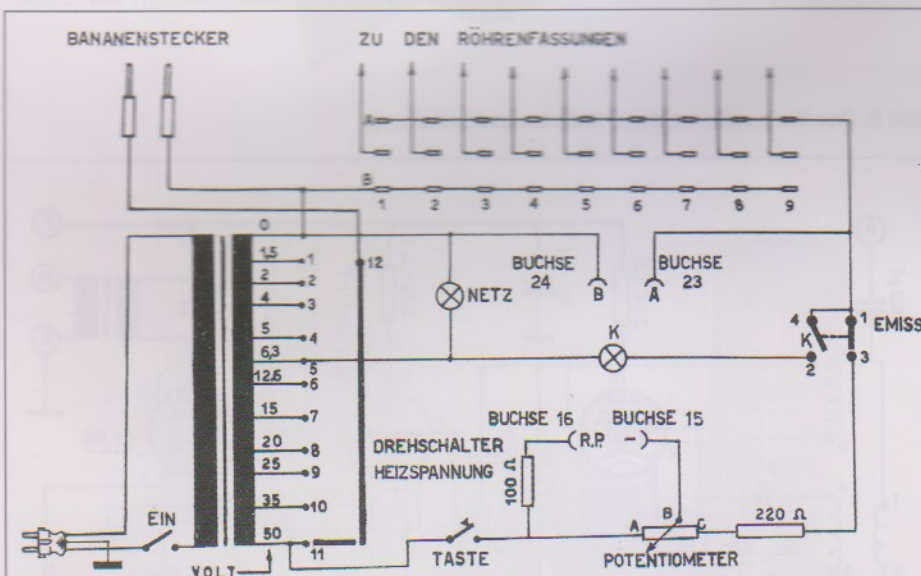 BANANENSTECKER
ZU DEN RÖHRENFASSUNGEN
A
B
1 2 3 4 5 6 7 8 9
0
1,5 1
2 2
4 3
5 4
6,3 5
12.6 6
15 7
20 8
25 9
35 10
50 11
12
NETZ
BUCHSE
24
B
BUCHSE
23
A
K
4 1
K
2 3
EMISS
DREHSCHALTER
HEIZSPANNUNG
BUCHSE 16
R.P.
BUCHSE 15
-
100 Ω
A B C
220 Ω
POTENTIOMETER
TASTE
EIN
VOLT